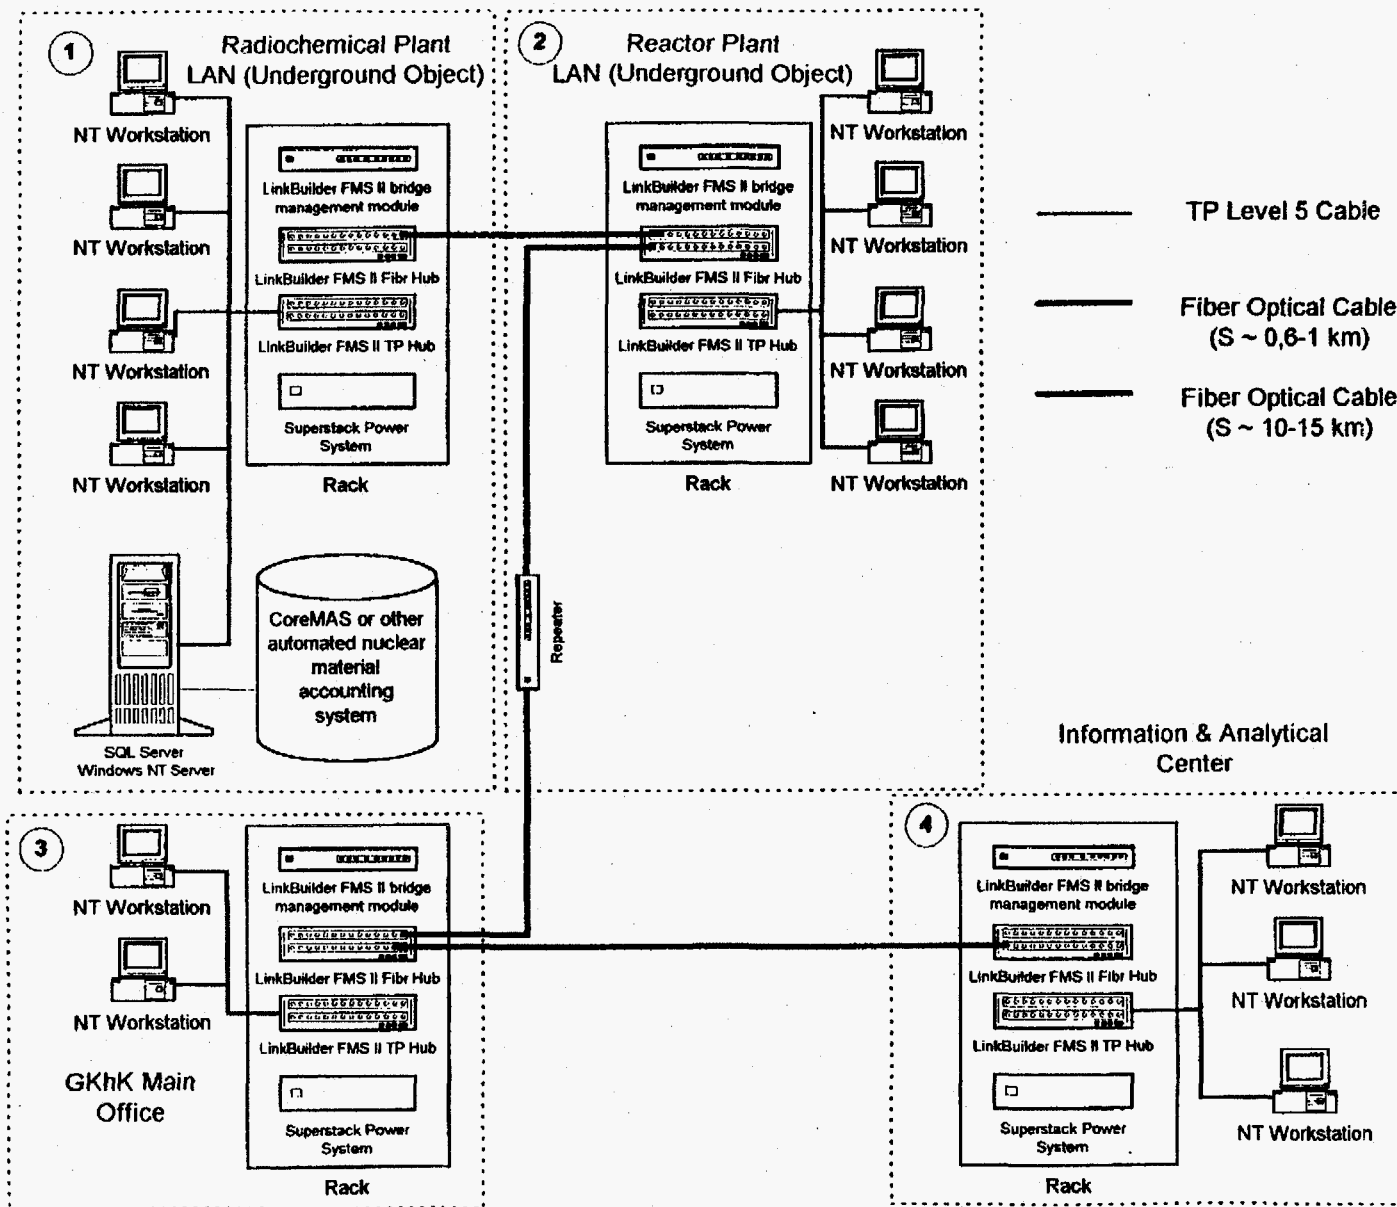 1
Radiochemical Plant
LAN (Underground Object)
NT Workstation
NT Workstation
NT Workstation
NT Workstation
LinkBuilder FMS II bridge
management module
LinkBuilder FMS II Fibr Hub
LinkBuilder FMS II TP Hub
Superstack Power
System
Rack
SQL Server
Windows NT Server
CoreMAS or other
automated nuclear
material
accounting
system
2
Reactor Plant
LAN (Underground Object)
LinkBuilder FMS II bridge
management module
LinkBuilder FMS II Fibr Hub
LinkBuilder FMS II TP Hub
Superstack Power
System
Rack
NT Workstation
NT Workstation
NT Workstation
NT Workstation
Repeater
TP Level 5 Cable
Fiber Optical Cable
(S ~ 0,6-1 km)
Fiber Optical Cable
(S ~ 10-15 km)
3
NT Workstation
NT Workstation
GKhK Main
Office
LinkBuilder FMS II bridge
management module
LinkBuilder FMS II Fibr Hub
LinkBuilder FMS II TP Hub
Superstack Power
System
Rack
Information & Analytical
Center
4
LinkBuilder FMS II bridge
management module
LinkBuilder FMS II Fibr Hub
LinkBuilder FMS II TP Hub
Superstack Power
System
Rack
NT Workstation
NT Workstation
NT Workstation